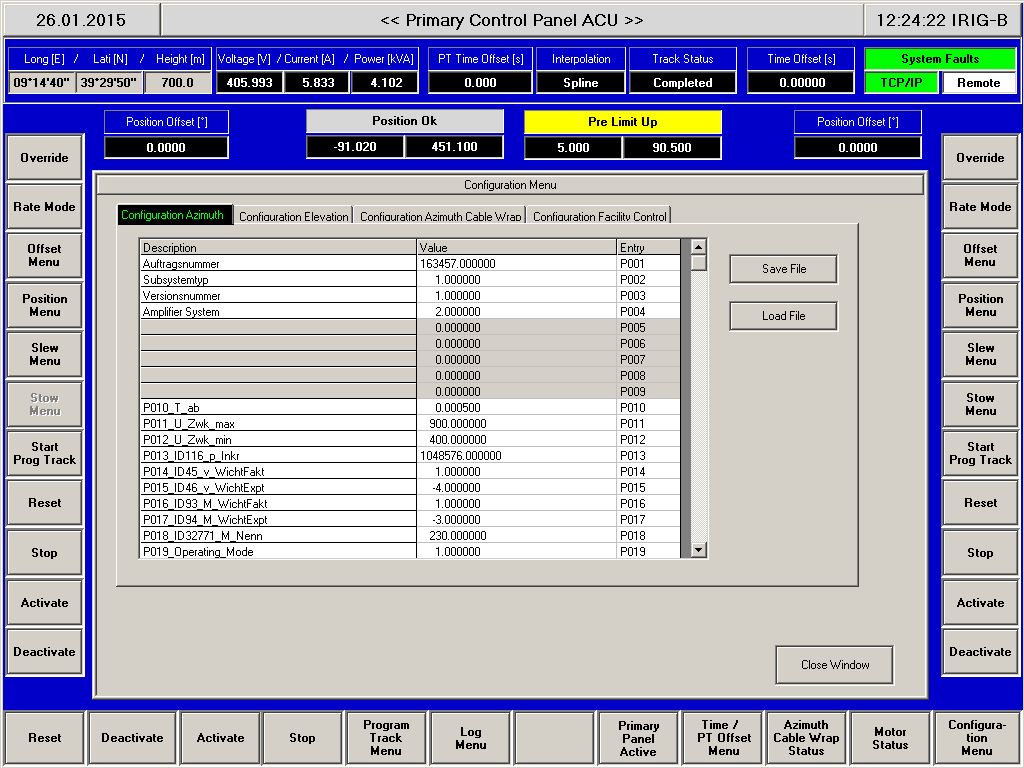 26.01.2015 << Primary Control Panel ACU >> 12:24:22 IRIG-B
Long [E] / Lati [N] / Height [m] Voltage [V] / Current [A] / Power [kVA] PT Time Offset [s] Interpolation Track Status Time Offset [s] System Faults
09*14'40" 39*29'50" 700.0 405.993 5.833 4.102 0.000 Spline Completed 0.00000 TCP/IP Remote
Position Offset [°] Position Ok Pre Limit Up Position Offset [°]
0.0000 -91.020 451.100 5.000 90.500 0.0000
Override
Rate Mode
Offset
Menu
Position
Menu
Slew
Menu
Stow
Menu
Start
Prog Track
Reset
Stop
Activate
Deactivate
Configuration Menu
Configuration Azimuth Configuration Elevation Configuration Azimuth Cable Wrap Configuration Facility Control
Description Value Entry
Auftragsnummer 163457.000000 P001
Subsystemtyp 1.000000 P002
Versionsnummer 1.000000 P003
Amplifier System 2.000000 P004
0.000000 P005
0.000000 P006
0.000000 P007
0.000000 P008
0.000000 P009
P010_T_ab 0.000500 P010
P011_U_Zwk_max 900.000000 P011
P012_U_Zwk_min 400.000000 P012
P013_ID116_p_Inkr 1048576.000000 P013
P014_ID45_v_WichtFakt 1.000000 P014
P015_ID46_v_WichtExpt -4.000000 P015
P016_ID93_M_WichtFakt 1.000000 P016
P017_ID94_M_WichtExpt -3.000000 P017
P018_ID32771_M_Nenn 230.000000 P018
P019_Operating_Mode 1.000000 P019
Save File
Load File
Close Window
Override
Rate Mode
Offset
Menu
Position
Menu
Slew
Menu
Stow
Menu
Start
Prog Track
Reset
Stop
Activate
Deactivate
Reset
Deactivate
Activate
Stop
Program
Track
Menu
Log
Menu
Primary
Panel
Active
Time /
PT Offset
Menu
Azimuth
Cable Wrap
Status
Motor
Status
Configura-
tion
Menu